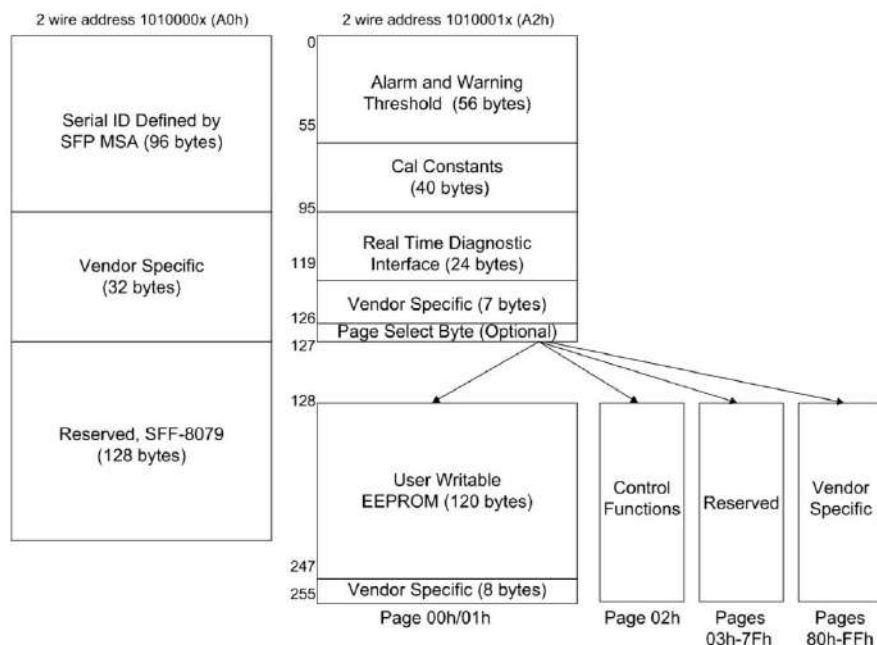 2 wire address 1010000x (A0h)
Serial ID Defined by
SFP MSA (96 bytes)
Vendor Specific
(32 bytes)
Reserved, SFF-8079
(128 bytes)
2 wire address 1010001x (A2h)
0
Alarm and Warning
Threshold (56 bytes)
55
Cal Constants
(40 bytes)
95
Real Time Diagnostic
Interface (24 bytes)
119
Vendor Specific (7 bytes)
126
Page Select Byte (Optional)
127
128
User Writable
EEPROM (120 bytes)
247
Vendor Specific (8 bytes)
255
Page 00h/01h
Control
Functions
Page 02h
Reserved
Pages
03h-7Fh
Vendor
Specific
Pages
80h-FFh